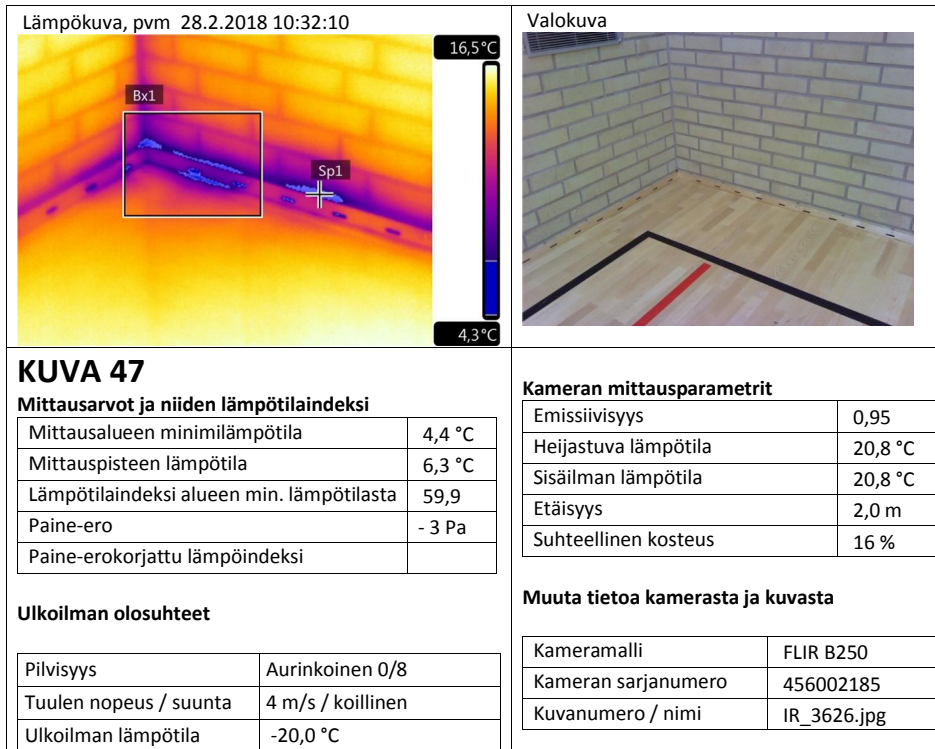 Lämpökuva, pvm 28.2.2018 10:32:10
16,5°C
Bx1
Sp1
4,3°C
Valokuva
KUVA 47
Mittausarvot ja niiden lämpötilaindeksi
Mittausalueen minimilämpötila 4,4 °C
Mittauspisteen lämpötila 6,3 °C
Lämpötilaindeksi alueen min. lämpötilasta 59,9
Paine-ero - 3 Pa
Paine-erokorjattu lämpöindeksi
Ulkoilman olosuhteet
Pilvisyys Aurinkoinen 0/8
Tuulen nopeus / suunta 4 m/s / koillinen
Ulkoilman lämpötila -20,0 °C
Kameran mittausparametrit
Emissiivisyys 0,95
Heijastuva lämpötila 20,8 °C
Sisäilman lämpötila 20,8 °C
Etäisyys 2,0 m
Suhteellinen kosteus 16 %
Muuta tietoa kamerasta ja kuvasta
Kameramalli FLIR B250
Kameran sarjanumero 456002185
Kuvanumero / nimi IR_3626.jpg